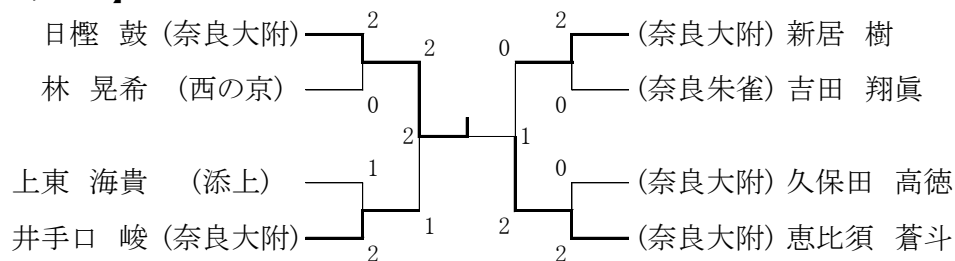 日樫 鼓 (奈良大附) 2 2 0 2 (奈良大附) 新居 樹
林 晃希 (西の京) 0 0 (奈良朱雀) 吉田 翔眞
2 1
上東 海貴 (添上) 1 0 (奈良大附) 久保田 高徳
井手口 峻 (奈良大附) 2 1 2 2 (奈良大附) 恵比須 蒼斗